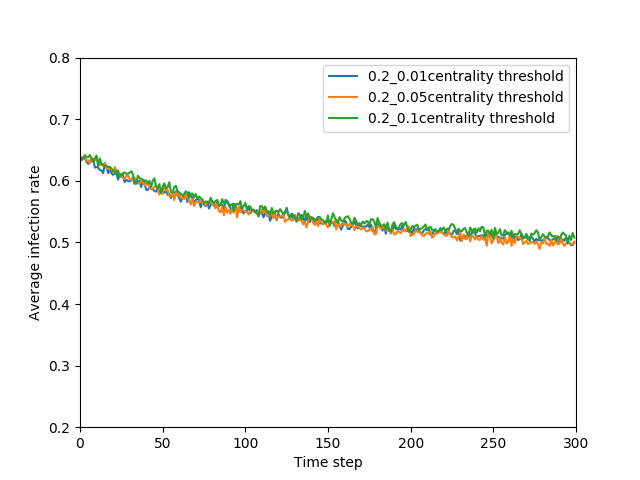 0.8
0.7
0.6
0.5
0.4
0.3
0.2
Average infection rate
0.2_0.01centrality threshold
0.2_0.05centrality threshold
0.2_0.1centrality threshold
0 50 100 150 200 250 300
Time step